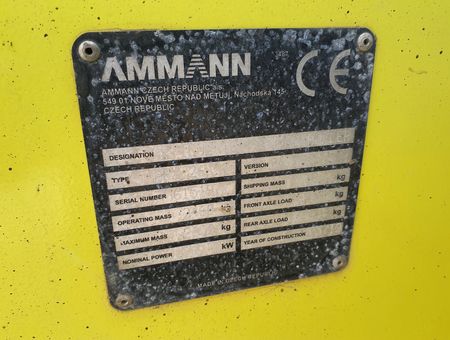 AMMANN
CE
AMMANN CZECH REPUBLIC a.s.
549 01 NOVÉ MĚSTO NAD METUJÍ, Náchodská 145,
CZECH REPUBLIC
DESIGNATION
TYPE
VERSION
SERIAL NUMBER
SHIPPING MASS kg
OPERATING MASS kg
FRONT AXLE LOAD kg
MAXIMUM MASS kg
REAR AXLE LOAD kg
NOMINAL POWER kW
YEAR OF CONSTRUCTION
MADE IN CZECH REPUBLIC